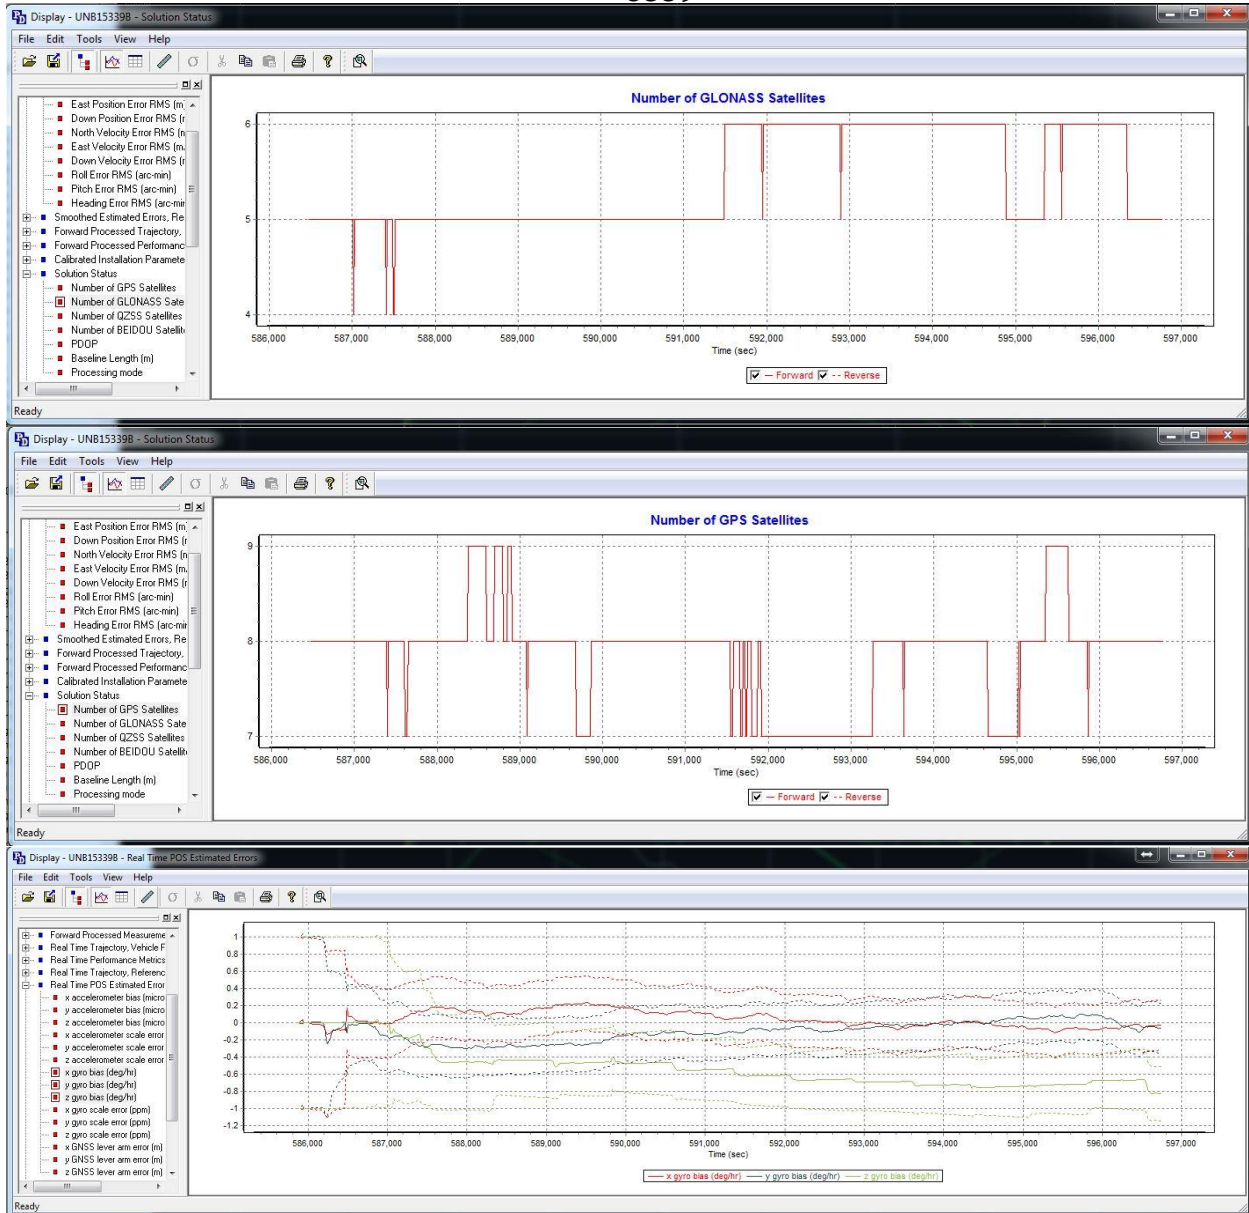 Display - UNB15339B - Solution Status
File Edit Tools View Help
East Position Error RMS (m)
Down Position Error RMS (r
North Velocity Error RMS (n
East Velocity Error RMS (m.
Down Velocity Error RMS (r
Roll Error RMS (arc-min)
Pitch Error RMS (arc-min)
Heading Error RMS (arc-min
Smoothed Estimated Errors, Re
Forward Processed Trajectory,
Forward Processed Performanc
Calibrated Installation Paramete
Solution Status
Number of GPS Satellites
Number of GLONASS Sate
Number of QZSS Satellites
Number of BEIDOU Satellit
PDOP
Baseline Length (m)
Processing mode
Number of GLONASS Satellites
6
5
4
586,000 587,000 588,000 589,000 590,000 591,000 592,000 593,000 594,000 595,000 596,000 597,000
Time (sec)
Forward -- Reverse
Ready
Display - UNB15339B - Solution Status
File Edit Tools View Help
East Position Error RMS (m)
Down Position Error RMS (r
North Velocity Error RMS (n
East Velocity Error RMS (m.
Down Velocity Error RMS (r
Roll Error RMS (arc-min)
Pitch Error RMS (arc-min)
Heading Error RMS (arc-mir
Smoothed Estimated Errors, Re
Forward Processed Trajectory,
Forward Processed Performanc
Calibrated Installation Paramete
Solution Status
Number of GPS Satellites
Number of GLONASS Sate
Number of QZSS Satellites
Number of BEIDOU Satellit
PDOP
Baseline Length (m)
Processing mode
Number of GPS Satellites
9
8
7
586,000 587,000 588,000 589,000 590,000 591,000 592,000 593,000 594,000 595,000 596,000 597,000
Time (sec)
Forward -- Reverse
Ready
Display - UNB15339B - Real Time POS Estimated Errors
File Edit Tools View Help
Forward Processed Measureme
Real Time Trajectory, Vehicle F
Real Time Performance Metrics
Real Time Trajectory, Referenc
Real Time POS Estimated Error
x accelerometer bias (micro
y accelerometer bias (micro
z accelerometer bias (micro
x accelerometer scale error
y accelerometer scale error
z accelerometer scale error
x gyro bias (deg/hr)
y gyro bias (deg/hr)
z gyro bias (deg/hr)
x gyro scale error (ppm)
y gyro scale error (ppm)
z gyro scale error (ppm)
x GNSS lever arm error (m)
y GNSS lever arm error (m)
z GNSS lever arm error (m)
1
0.8
0.6
0.4
0.2
0
-0.2
-0.4
-0.6
-0.8
-1
-1.2
586,000 587,000 588,000 589,000 590,000 591,000 592,000 593,000 594,000 595,000 596,000 597,000
Time (sec)
x gyro bias (deg/hr) y gyro bias (deg/hr) z gyro bias (deg/hr)
Ready